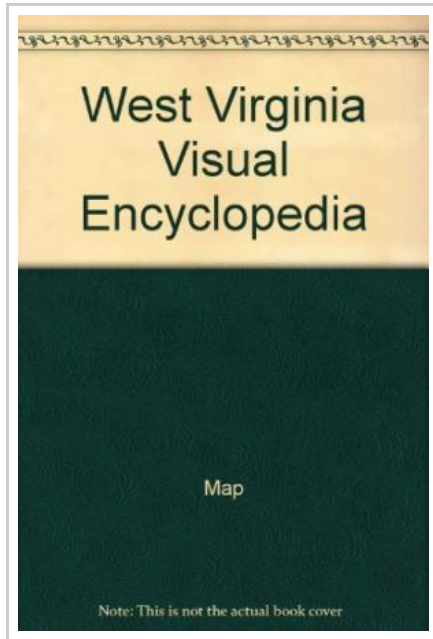 West Virginia
Visual
Encyclopedia
Map
Note: This is not the actual book cover